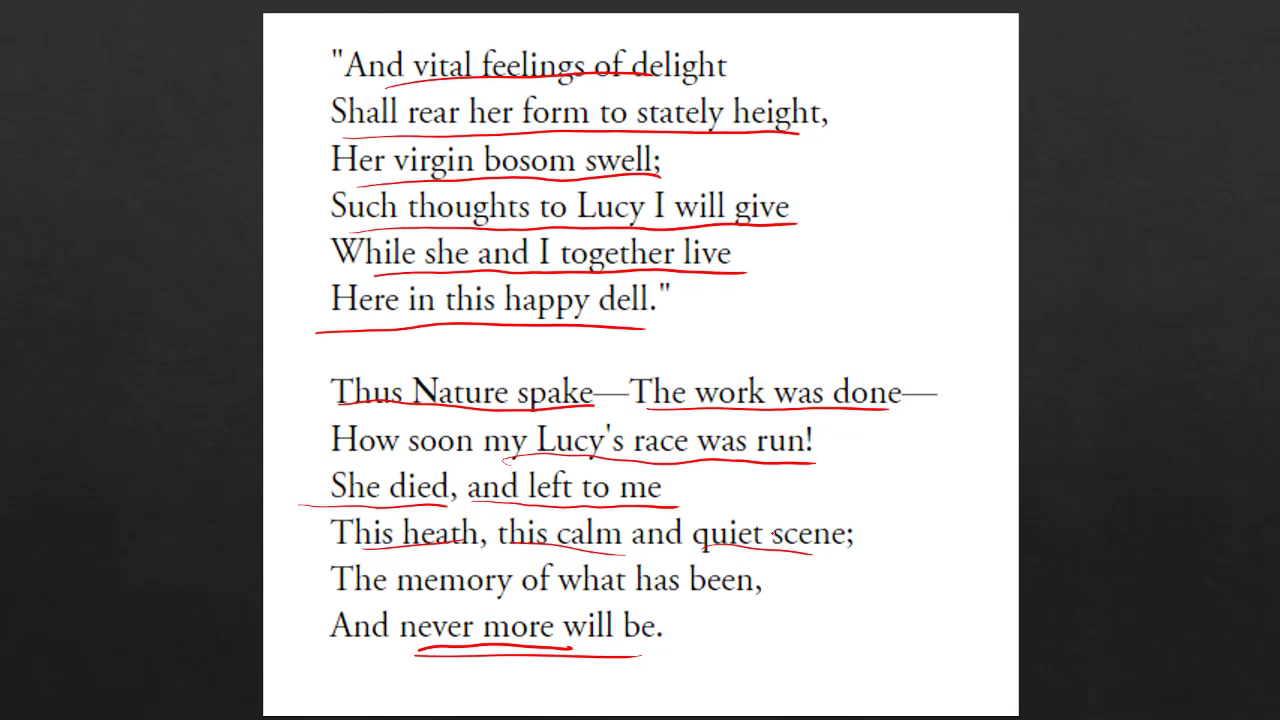 "And vital feelings of delight
Shall rear her form to stately height,
Her virgin bosom swell;
Such thoughts to Lucy I will give
While she and I together live
Here in this happy dell."
Thus Nature spake—The work was done—
How soon my Lucy's race was run!
She died, and left to me
This heath, this calm and quiet scene;
The memory of what has been,
And never more will be.